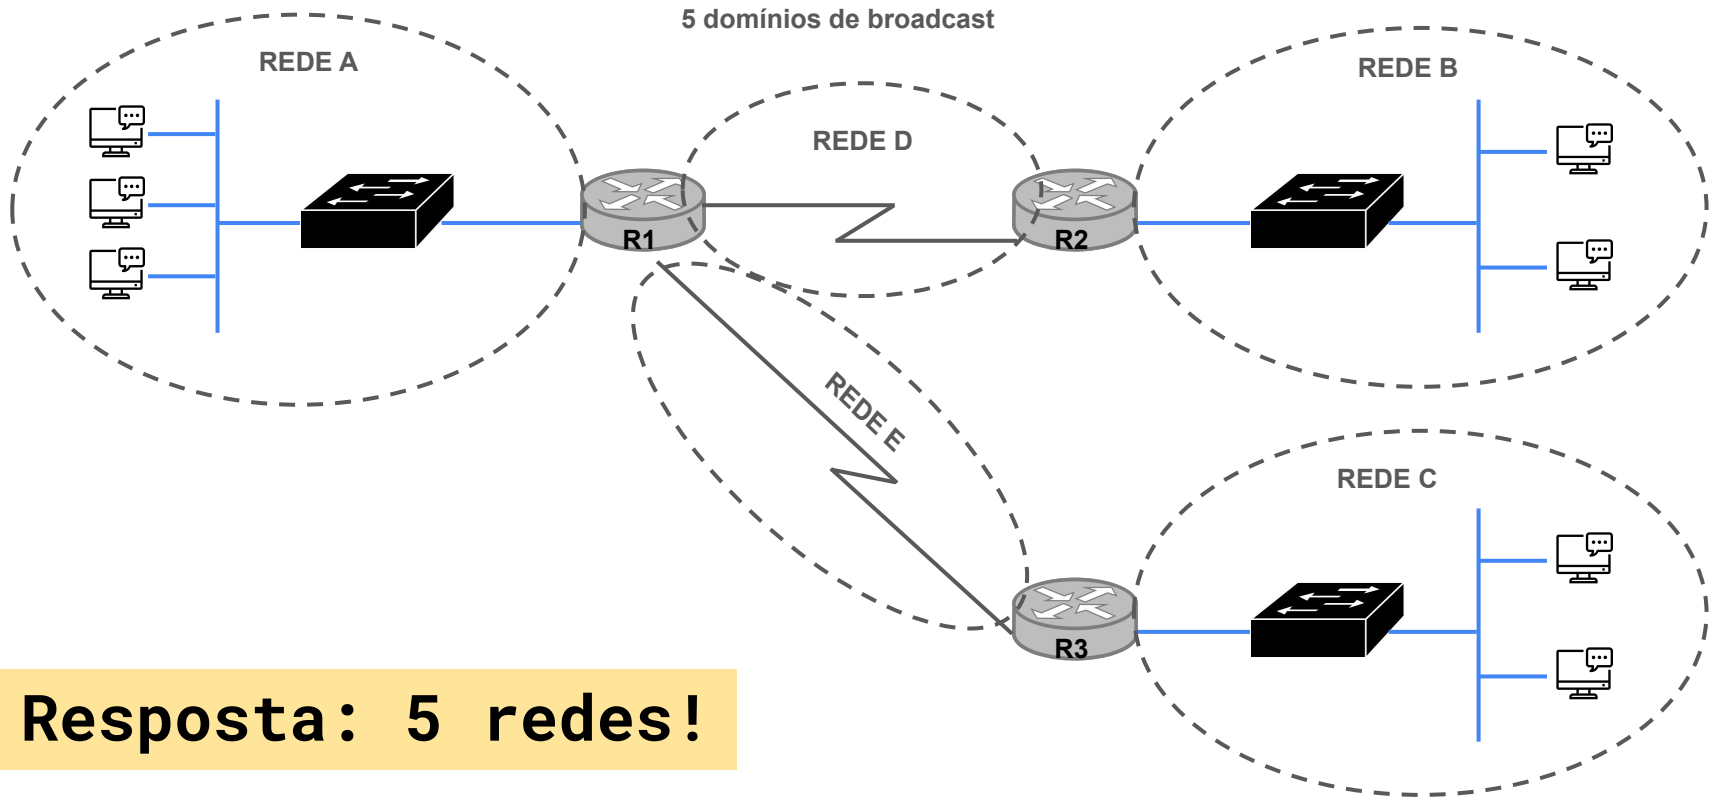 5 domínios de broadcast
REDE A
REDE B
REDE D
R1
R2
REDE E
REDE C
R3
Resposta: 5 redes!